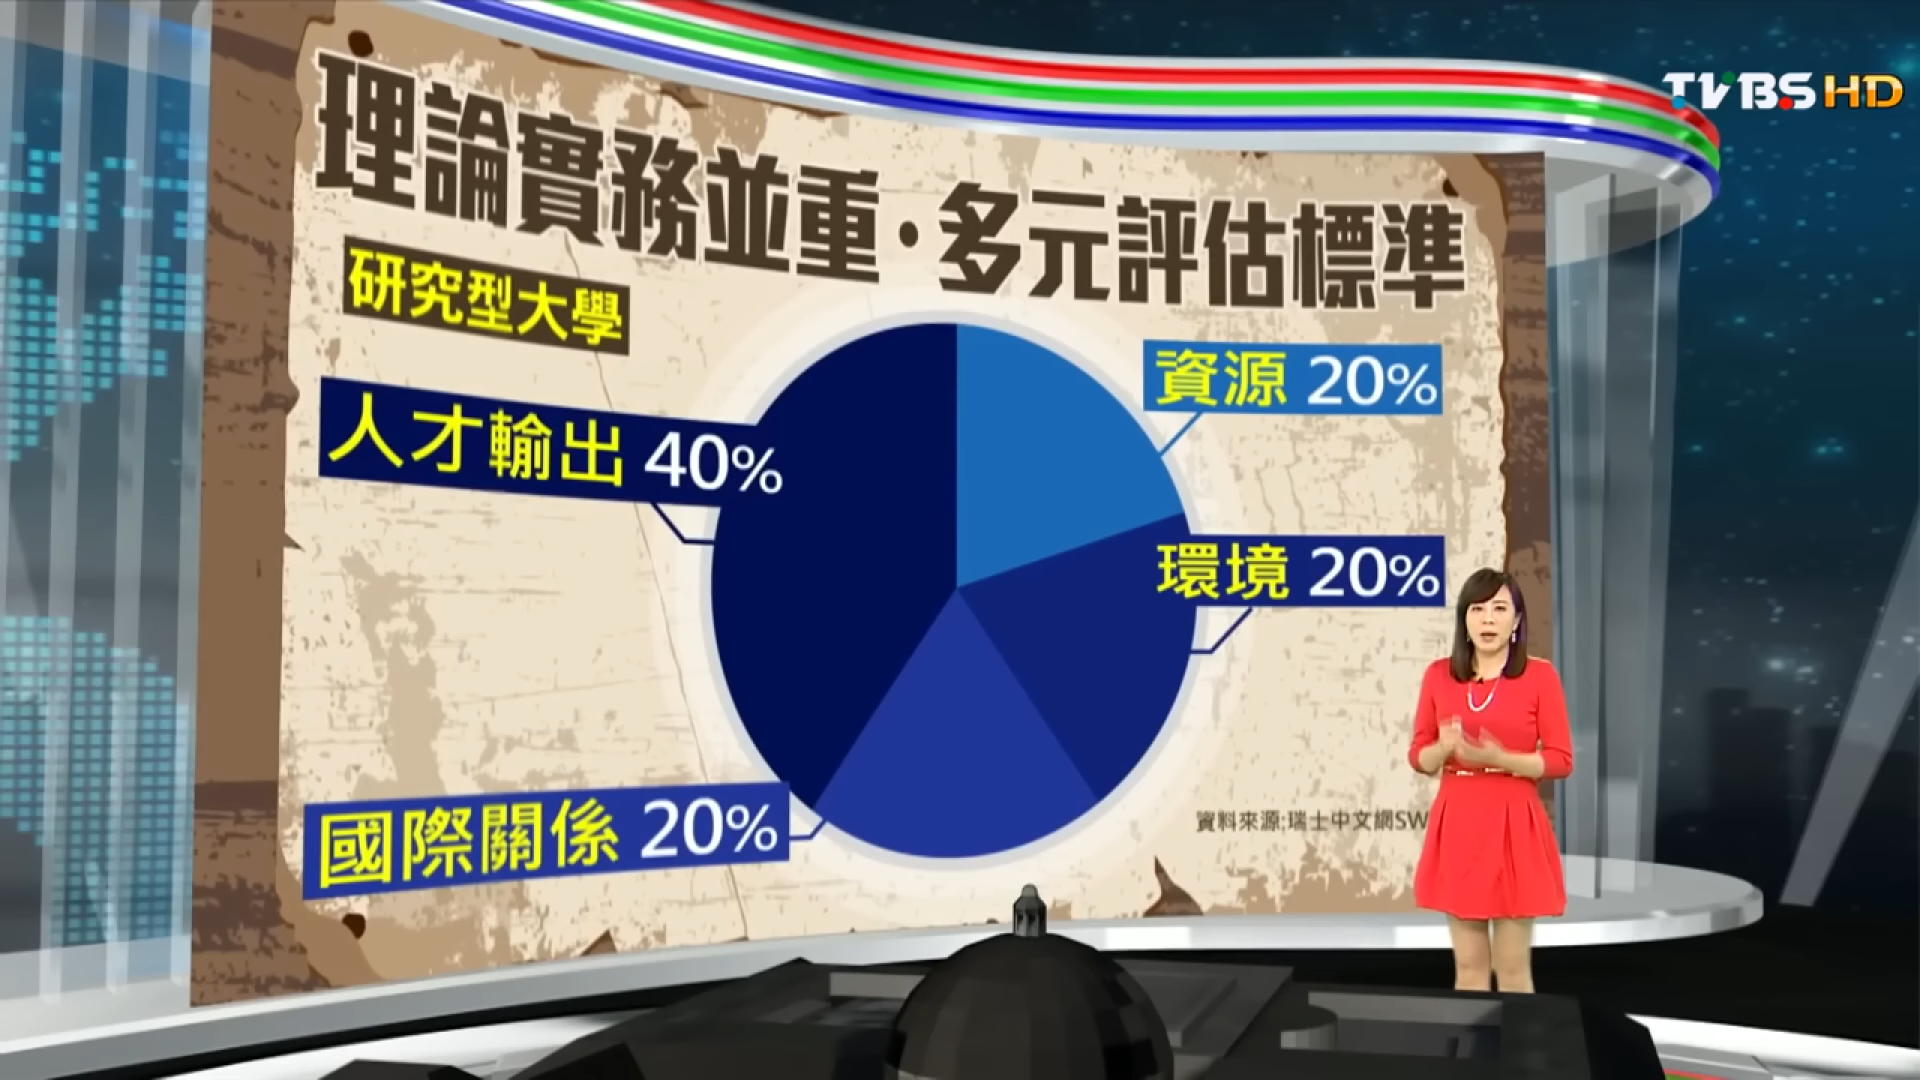 TVBS HD
理論實務並重·多元評估標準
研究型大學
資源 20%
人才輸出 40%
環境 20%
國際關係 20%
資料來源:瑞士中文網SW